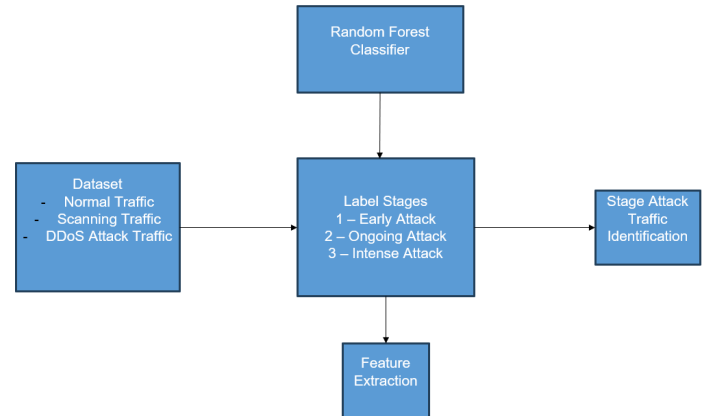 Random Forest
Classifier
Dataset
- Normal Traffic
- Scanning Traffic
- DDoS Attack Traffic
Label Stages
1 – Early Attack
2 – Ongoing Attack
3 – Intense Attack
Stage Attack
Traffic
Identification
Feature
Extraction